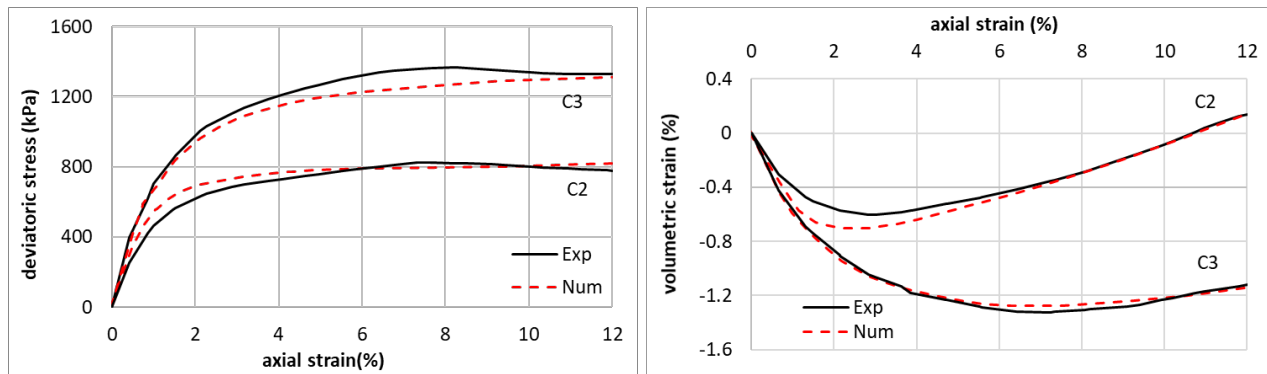 1600
1200
800
400
0
0 2 4 6 8 10 12
deviatoric stress (kPa)
axial strain(%)
C3
C2
Exp
Num
axial strain (%)
0 2 4 6 8 10 12
0.4
0
-0.4
-0.8
-1.2
-1.6
volumetric strain (%)
C2
C3
Exp
Num